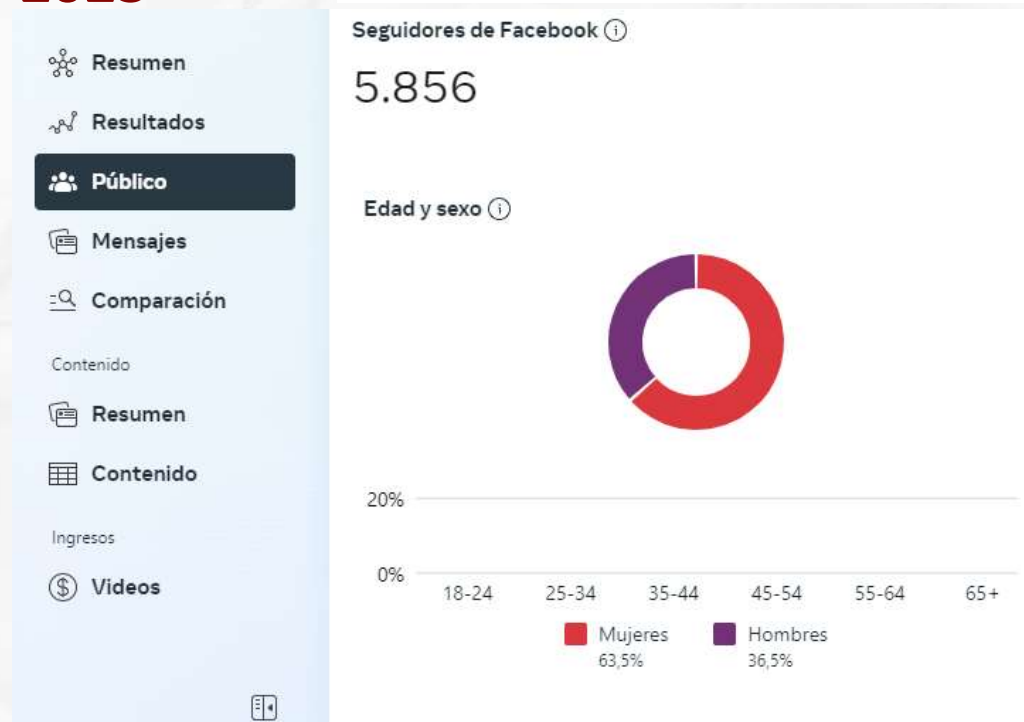 Resumen
Resultados
Público
Mensajes
Comparación
Contenido
Resumen
Contenido
Ingresos
Videos
Seguidores de Facebook
5.856
Edad y sexo
20%
0%
18-24 25-34 35-44 45-54 55-64 65+
Mujeres Hombres
63,5% 36,5%